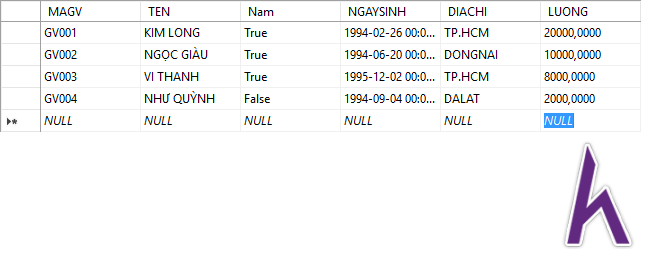 MAGV TEN Nam NGAYSINH DIACHI LUONG
GV001 KIM LONG True 1994-02-26 00:0... TP.HCM 20000,0000
GV002 NGỌC GIÀU True 1994-06-20 00:0... DONGNAI 10000,0000
GV003 VI THANH True 1995-12-02 00:0... TP.HCM 8000,0000
GV004 NHƯ QUỲNH False 1994-09-04 00:0... DALAT 2000,0000
NULL NULL NULL NULL NULL NULL